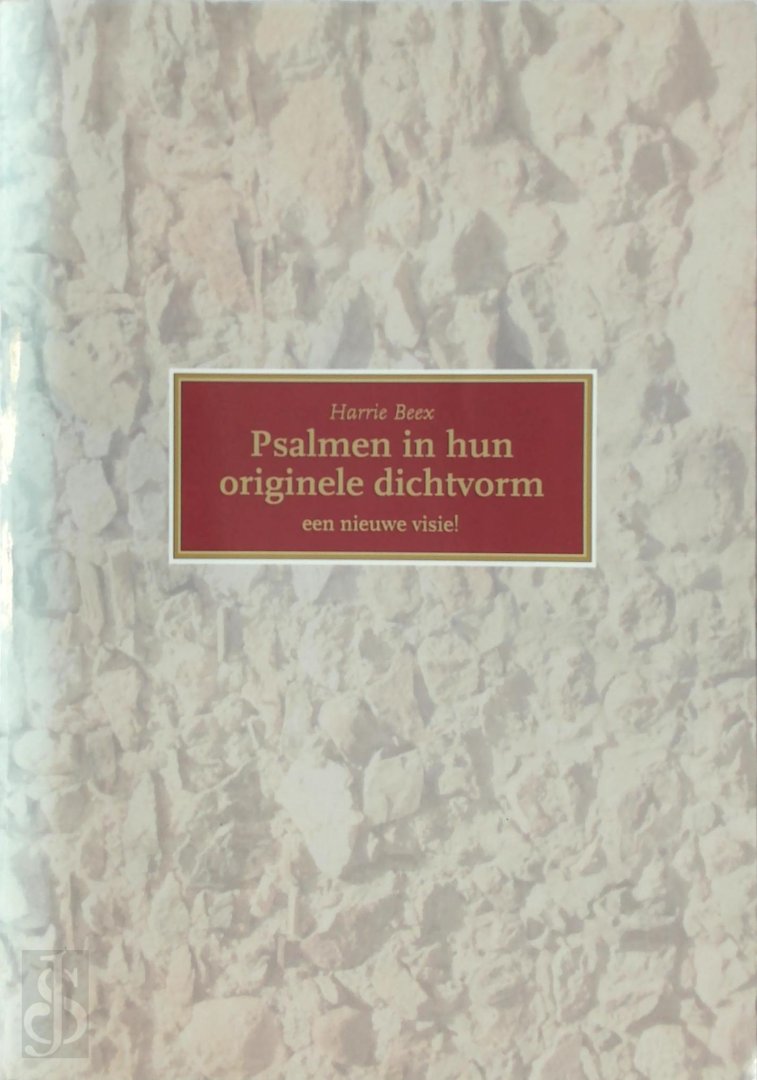 Harrie Beex
Psalmen in hun
originele dichtvorm
een nieuwe visie!